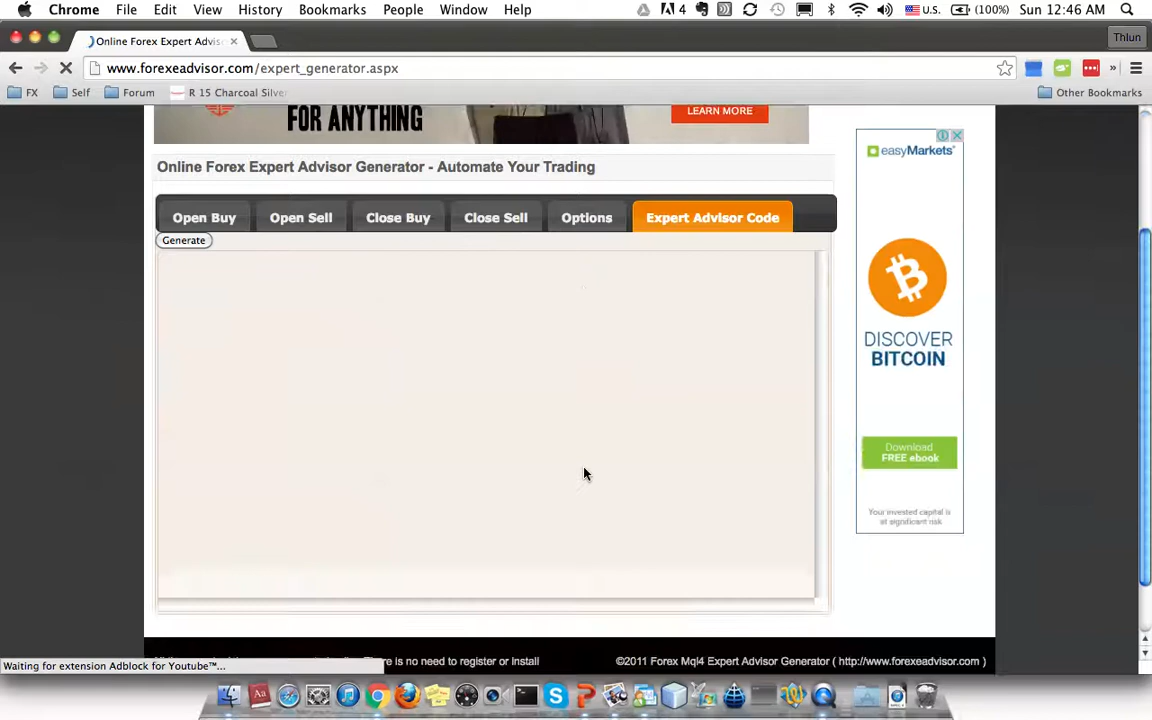 Chrome File Edit View History Bookmarks People Window Help 4 U.S. (100%) Sun 12:46 AM
Online Forex Expert Advis Thlun
www.forexeadvisor.com/expert_generator.aspx
FX Self Forum R 15 Charcoal Silve » Other Bookmarks
FOR ANYTHING
LEARN MORE
easyMarkets
Online Forex Expert Advisor Generator - Automate Your Trading
Open Buy Open Sell Close Buy Close Sell Options Expert Advisor Code
Generate
DISCOVER
BITCOIN
Download
FREE ebook
Your invested capital is
at significant risk
Waiting for extension Adblock for Youtube™...
here is no need to register or install
©2011 Forex Mql4 Expert Advisor Generator ( http://www.forexeadvisor.com )